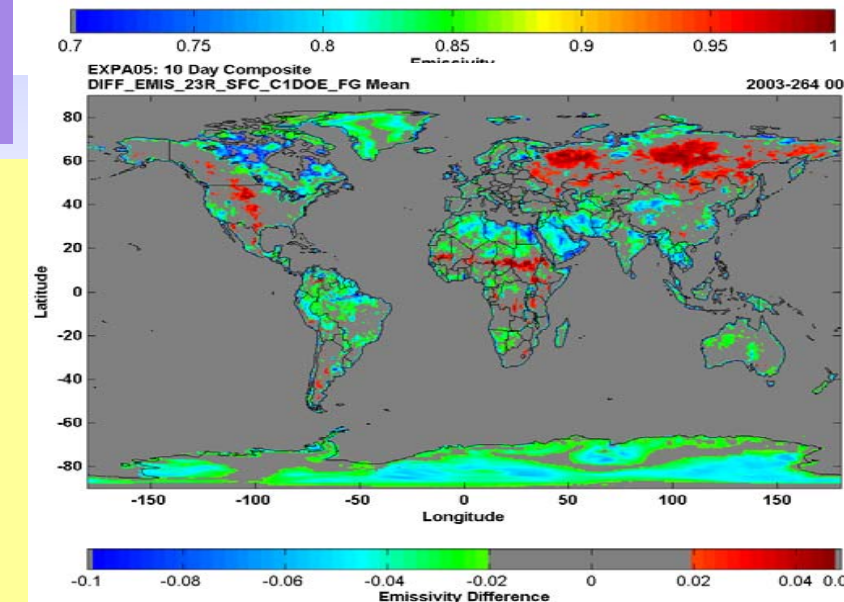 0.7 0.75 0.8 0.85 0.9 0.95 1
EXPA05: 10 Day Composite
DIFF_EMIS_23R_SFC_C1DOE_FG Mean 2003-264 00
80
60
40
20
0
-20
-40
-60
-80
Latitude
-150 -100 -50 0 50 100 150
Longitude
-0.1 -0.08 -0.06 -0.04 -0.02 0 0.02 0.04
Emissivity Difference